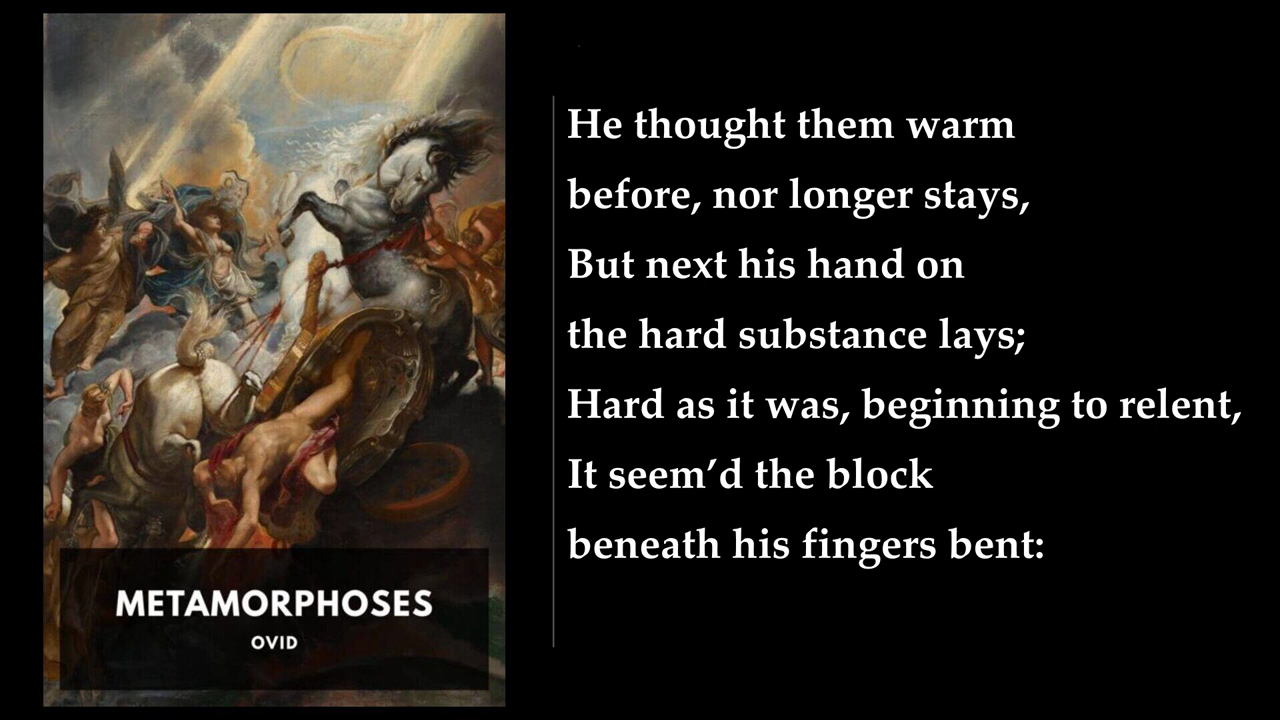 METAMORPHOSES
OVID
He thought them warm
before, nor longer stays,
But next his hand on
the hard substance lays;
Hard as it was, beginning to relent,
It seem’d the block
beneath his fingers bent: